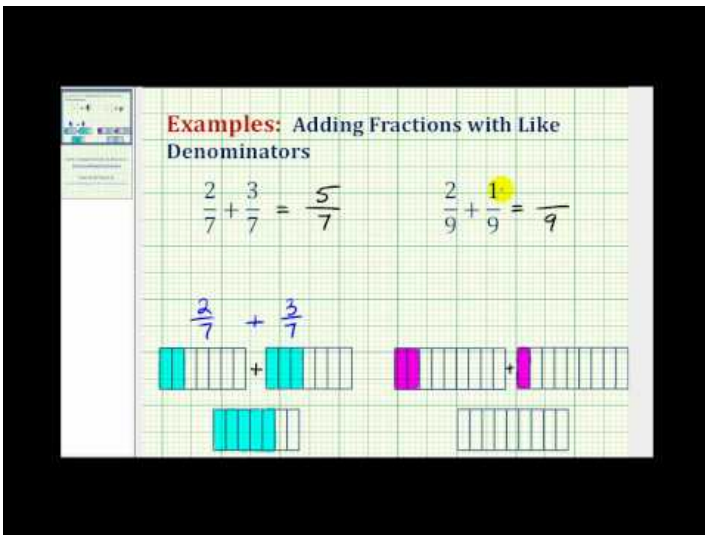 Examples: Adding Fractions with Like
Denominators
2/7 + 3/7 = 5/7
2/9 + 1/9 = /9
2/7 + 3/7
+
+